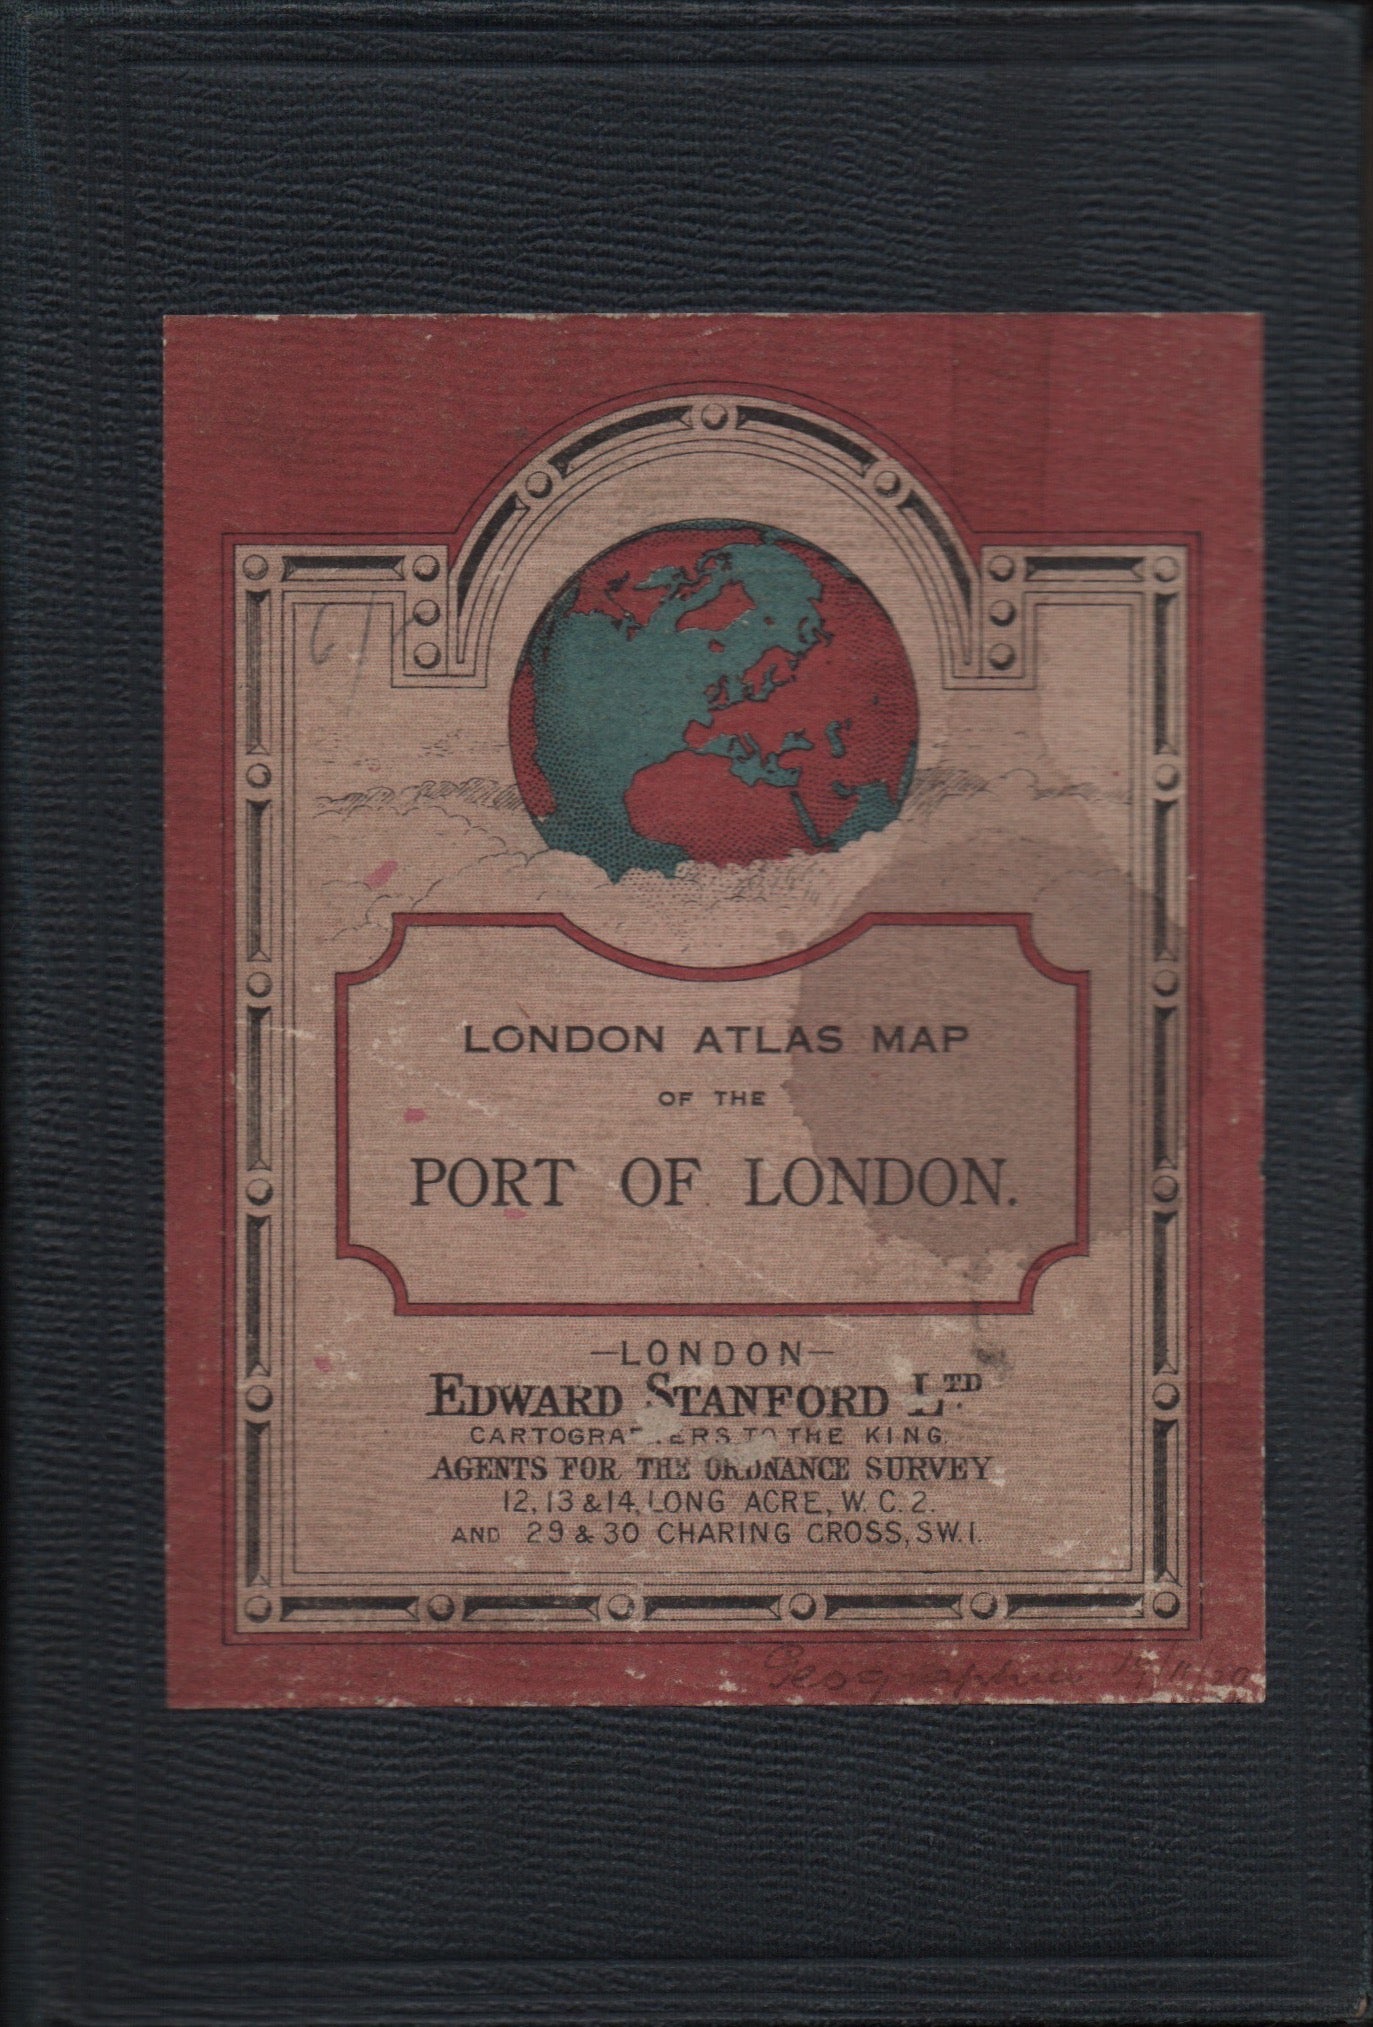 6/
LONDON ATLAS MAP
OF THE
PORT OF LONDON.
—LONDON—
EDWARD STANFORD LTD
CARTOGRAPHERS TO THE KING.
AGENTS FOR THE ORDNANCE SURVEY
12, 13 & 14, LONG ACRE, W. C. 2.
AND 29 & 30 CHARING CROSS, S.W. 1.